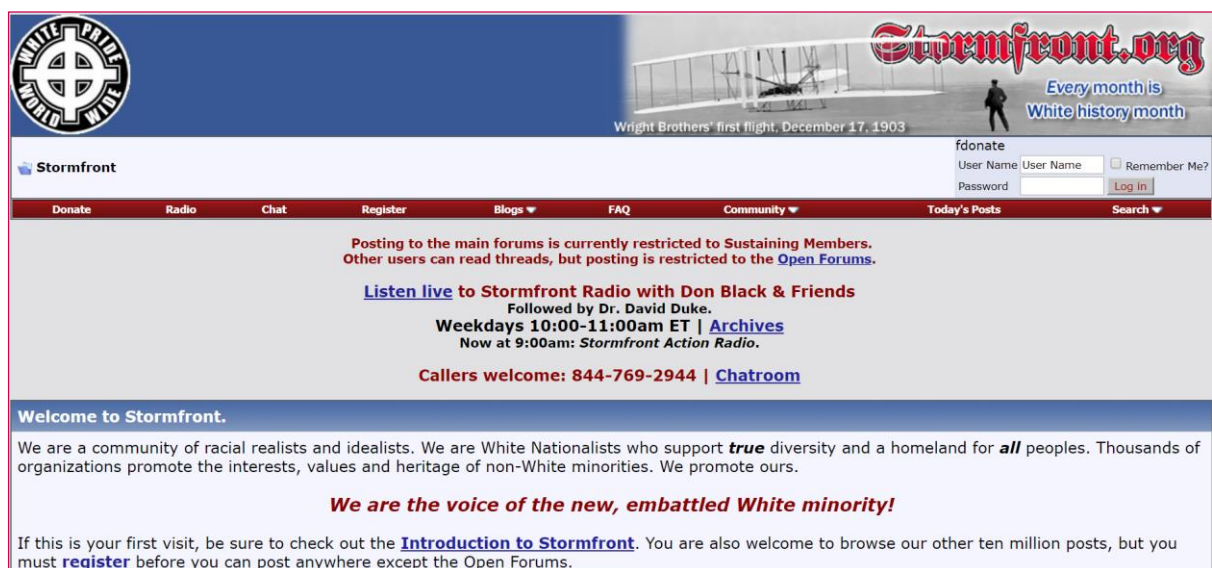 WHITE PRIDE WORLD WIDE
Stormfront.org
Every month is
White history month
Wright Brothers' first flight, December 17, 1903
fdonate
Stormfront
User Name User Name Remember Me?
Password Log in
Donate Radio Chat Register Blogs FAQ Community Today's Posts Search
Posting to the main forums is currently restricted to Sustaining Members.
Other users can read threads, but posting is restricted to the Open Forums.
Listen live to Stormfront Radio with Don Black & Friends
Followed by Dr. David Duke.
Weekdays 10:00-11:00am ET | Archives
Now at 9:00am: Stormfront Action Radio.
Callers welcome: 844-769-2944 | Chatroom
Welcome to Stormfront.
We are a community of racial realists and idealists. We are White Nationalists who support true diversity and a homeland for all peoples. Thousands of
organizations promote the interests, values and heritage of non-White minorities. We promote ours.
We are the voice of the new, embattled White minority!
If this is your first visit, be sure to check out the Introduction to Stormfront. You are also welcome to browse our other ten million posts, but you
must register before you can post anywhere except the Open Forums.